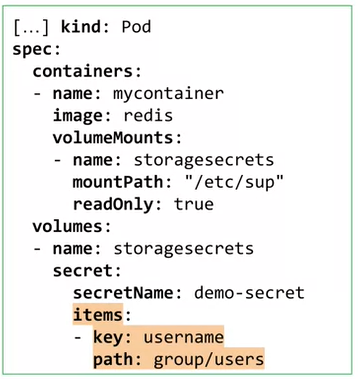 […] kind: Pod
spec:
  containers:
  - name: mycontainer
    image: redis
    volumeMounts:
    - name: storagesecrets
      mountPath: "/etc/sup"
      readOnly: true
  volumes:
  - name: storagesecrets
    secret:
      secretName: demo-secret
      items:
      - key: username
        path: group/users